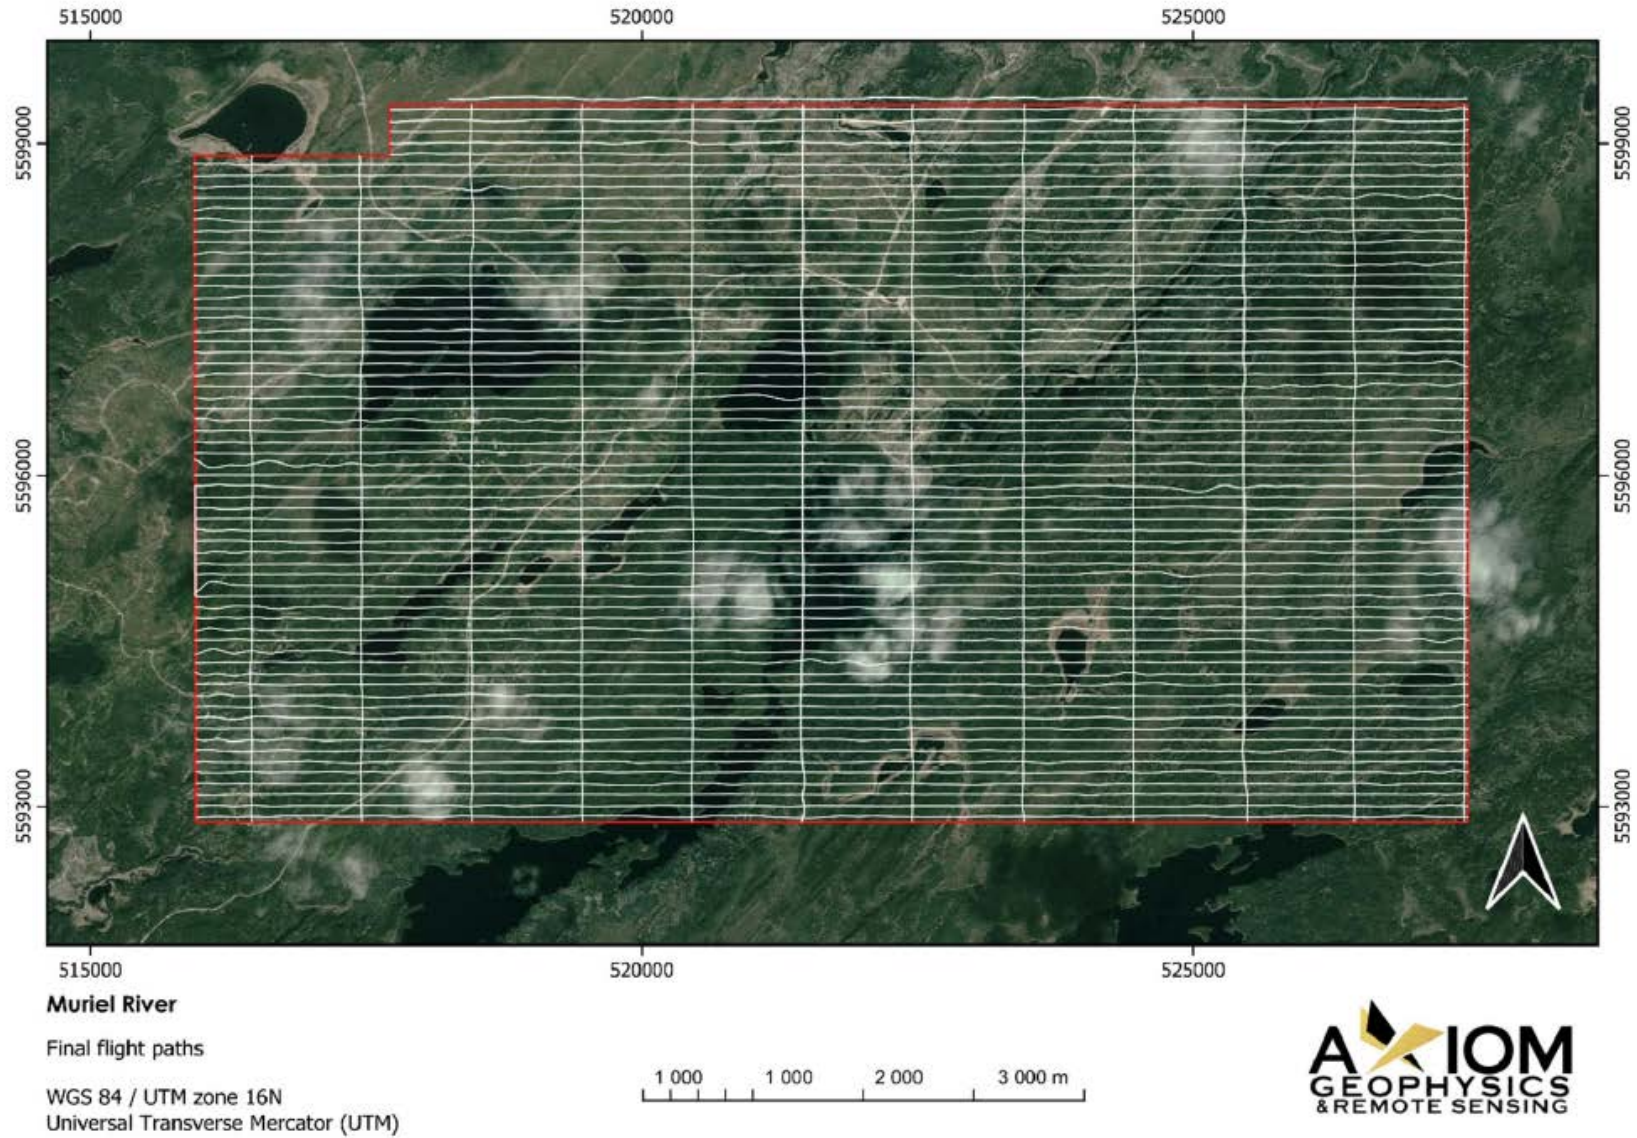 515000 520000 525000
5599000 5599000
5596000 5596000
5593000 5593000
515000 520000 525000
Muriel River
Final flight paths
WGS 84 / UTM zone 16N
Universal Transverse Mercator (UTM)
1 000 1 000 2 000 3 000 m
AXIOM
GEOPHYSICS
& REMOTE SENSING